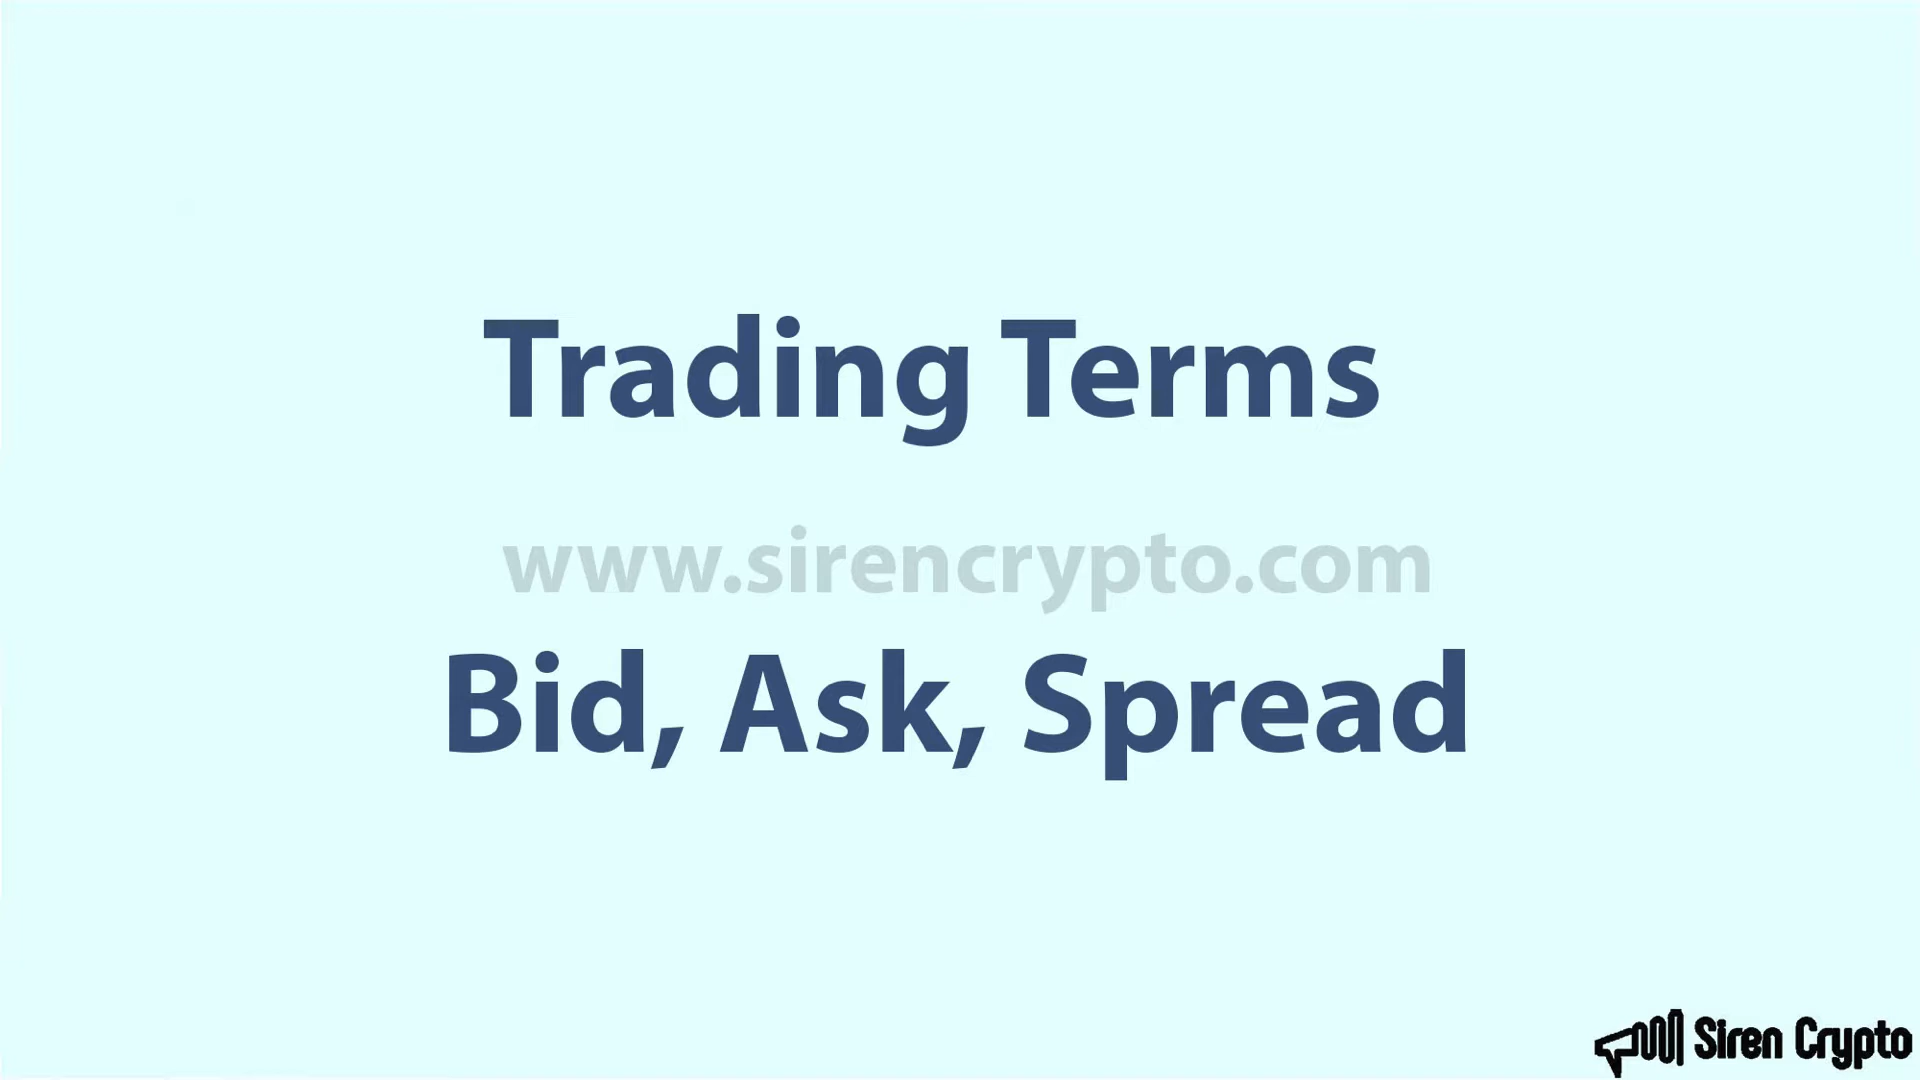 Trading Terms
www.sirencrypto.com
Bid, Ask, Spread
Siren Crypto